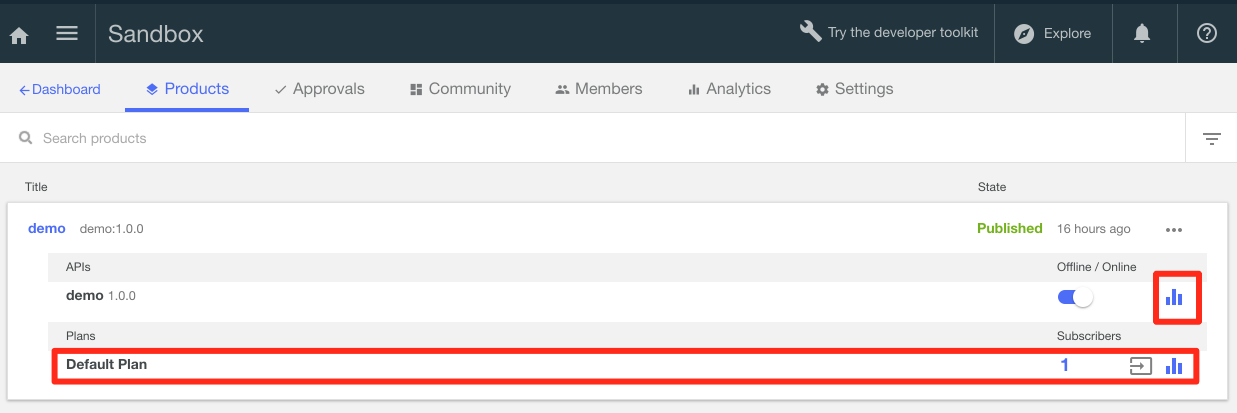 Sandbox
Try the developer toolkit
Explore
Dashboard
Products
Approvals
Community
Members
Analytics
Settings
Search products
Title State
demo demo:1.0.0 Published 16 hours ago
APIs Offline / Online
demo 1.0.0
Plans Subscribers
Default Plan 1